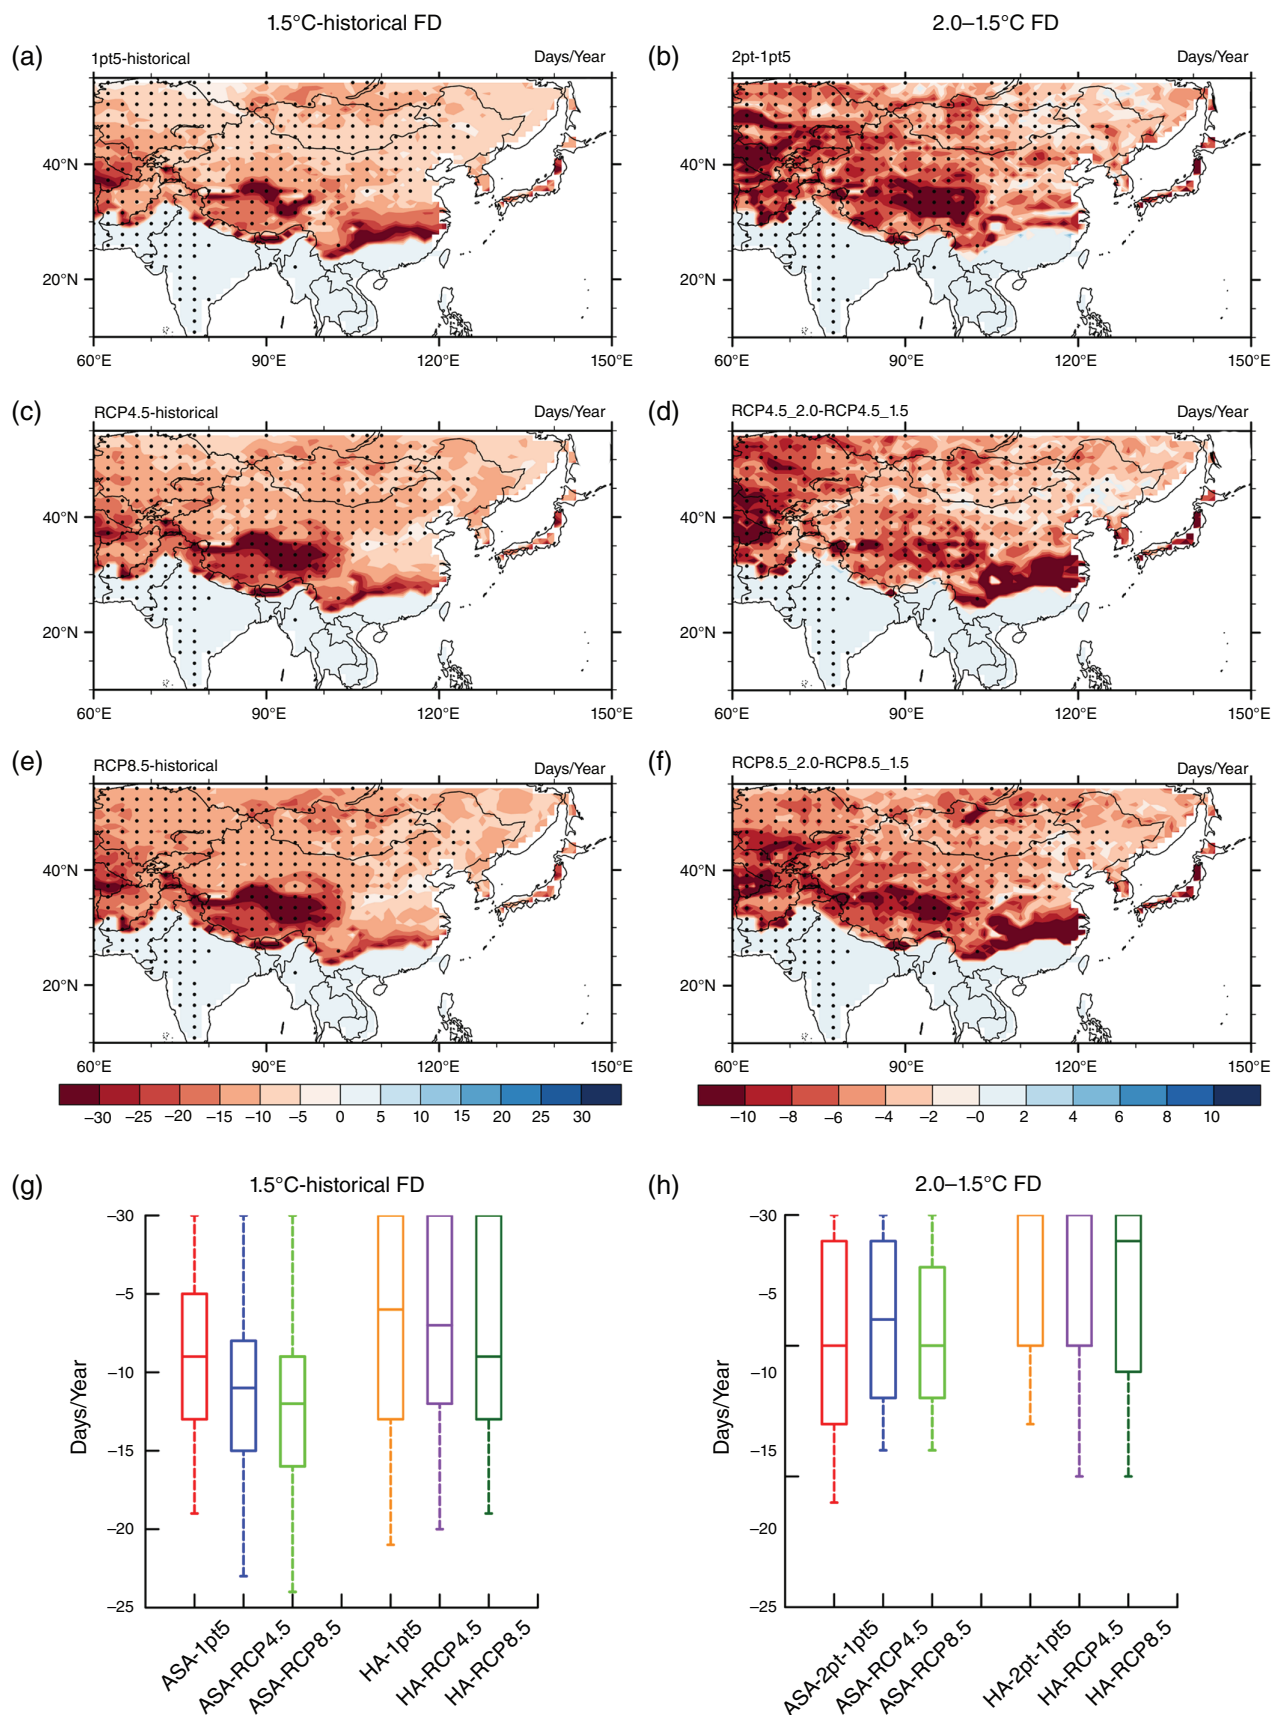 1.5°C-historical FD
2.0–1.5°C FD
(a)
1pt5-historical
Days/Year
(b)
2pt-1pt5
Days/Year
40°N
20°N
60°E
90°E
120°E
150°E
40°N
20°N
60°E
90°E
120°E
150°E
(c)
RCP4.5-historical
Days/Year
(d)
RCP4.5_2.0-RCP4.5_1.5
Days/Year
40°N
20°N
60°E
90°E
120°E
150°E
40°N
20°N
60°E
90°E
120°E
150°E
(e)
RCP8.5-historical
Days/Year
(f)
RCP8.5_2.0-RCP8.5_1.5
Days/Year
40°N
20°N
60°E
90°E
120°E
150°E
40°N
20°N
60°E
90°E
120°E
150°E
–30 –25 –20 –15 –10 –5 0 5 10 15 20 25 30
–10 –8 –6 –4 –2 –0 2 4 6 8 10
(g)
1.5°C-historical FD
–30
–5
–10
–15
–20
–25
Days/Year
ASA-1pt5
ASA-RCP4.5
ASA-RCP8.5
HA-1pt5
HA-RCP4.5
HA-RCP8.5
(h)
2.0–1.5°C FD
–30
–5
–10
–15
–20
–25
Days/Year
ASA-2pt-1pt5
ASA-RCP4.5
ASA-RCP8.5
HA-2pt-1pt5
HA-RCP4.5
HA-RCP8.5